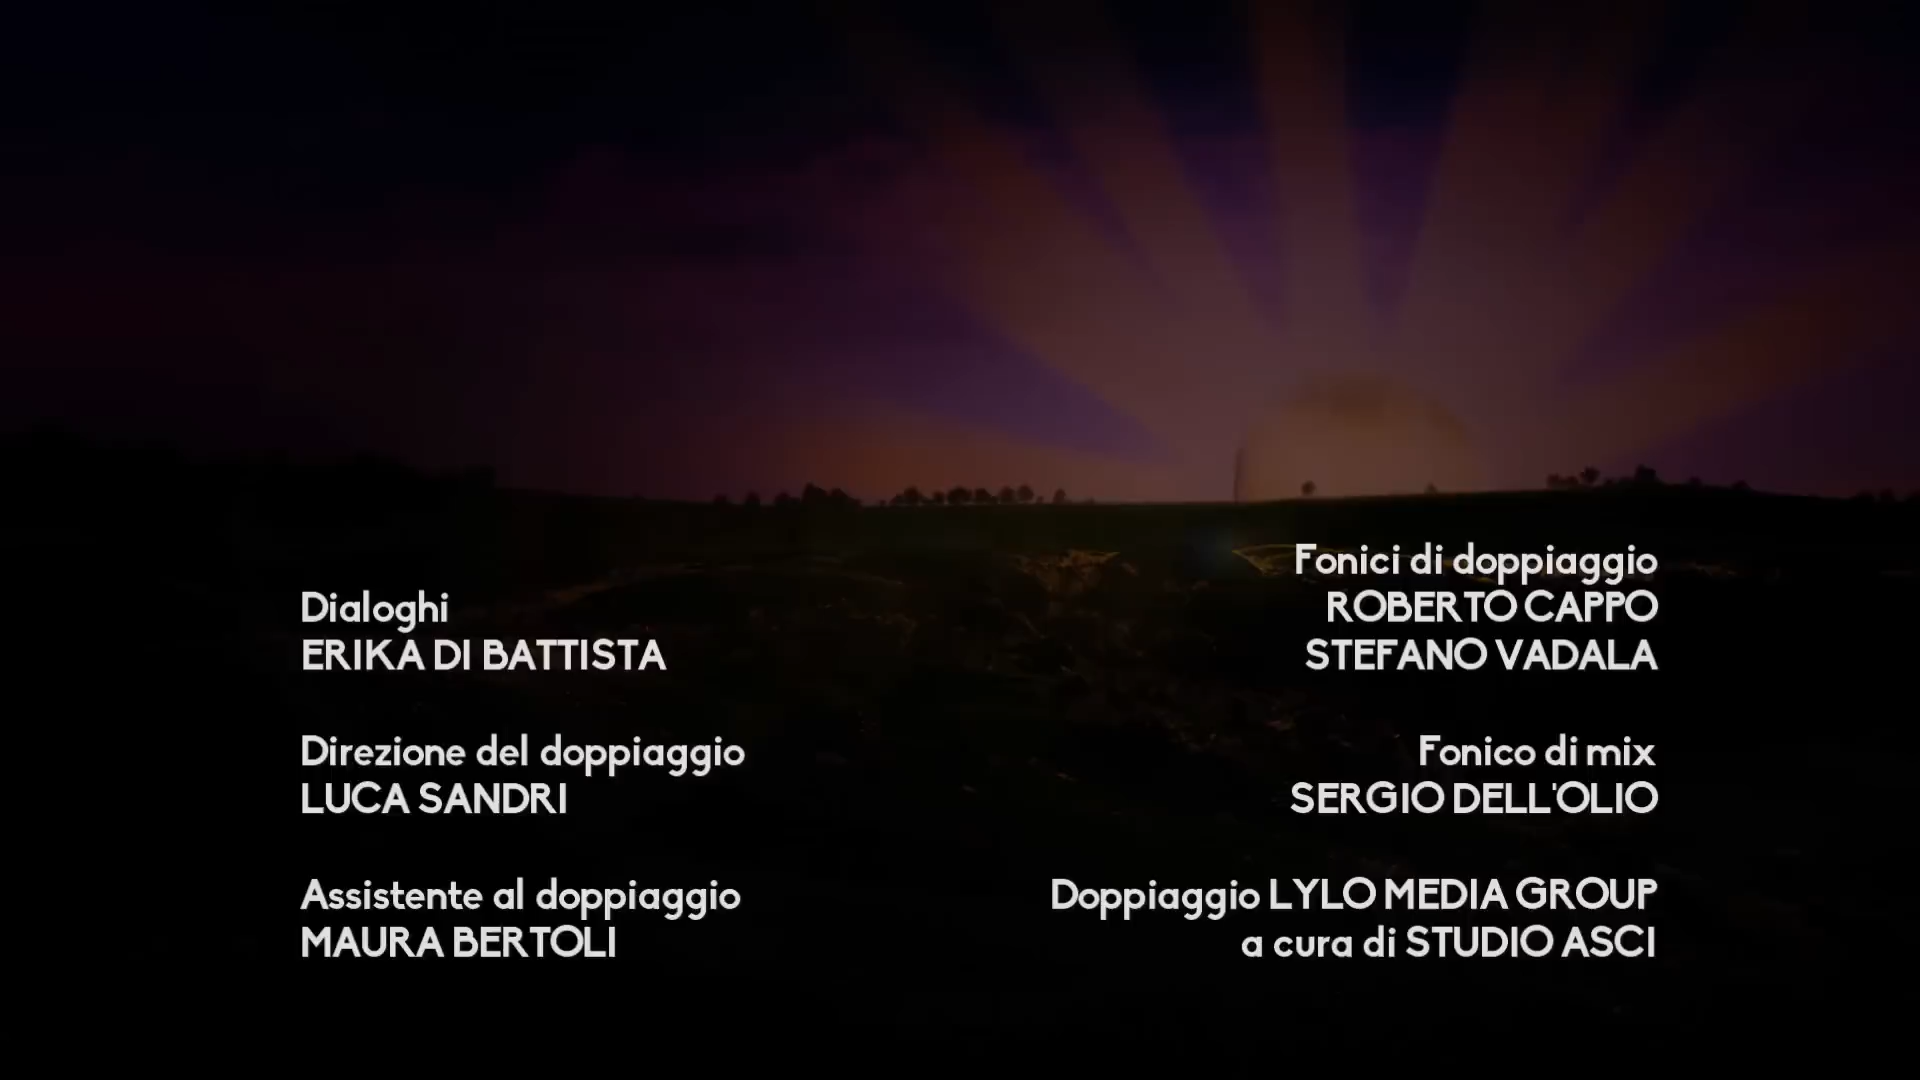 Dialoghi
ERIKA DI BATTISTA
Direzione del doppiaggio
LUCA SANDRI
Assistente al doppiaggio
MAURA BERTOLI
Fonici di doppiaggio
ROBERTO CAPPO
STEFANO VADALA
Fonico di mix
SERGIO DELL'OLIO
Doppiaggio LYLO MEDIA GROUP
a cura di STUDIO ASCI